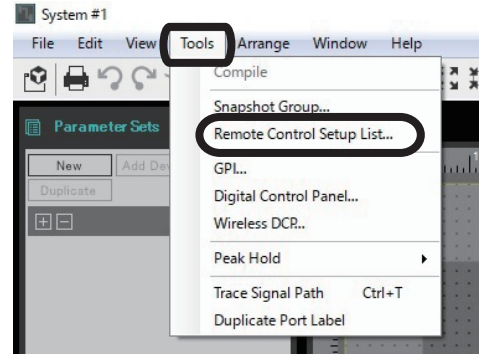 System #1
File Edit View Tools Arrange Window Help
Compile
Parameter Sets
Snapshot Group...
Remote Control Setup List...
New Add Dev
GPI...
Duplicate
Digital Control Panel...
Wireless DCP...
Peak Hold
Trace Signal Path Ctrl+T
Duplicate Port Label